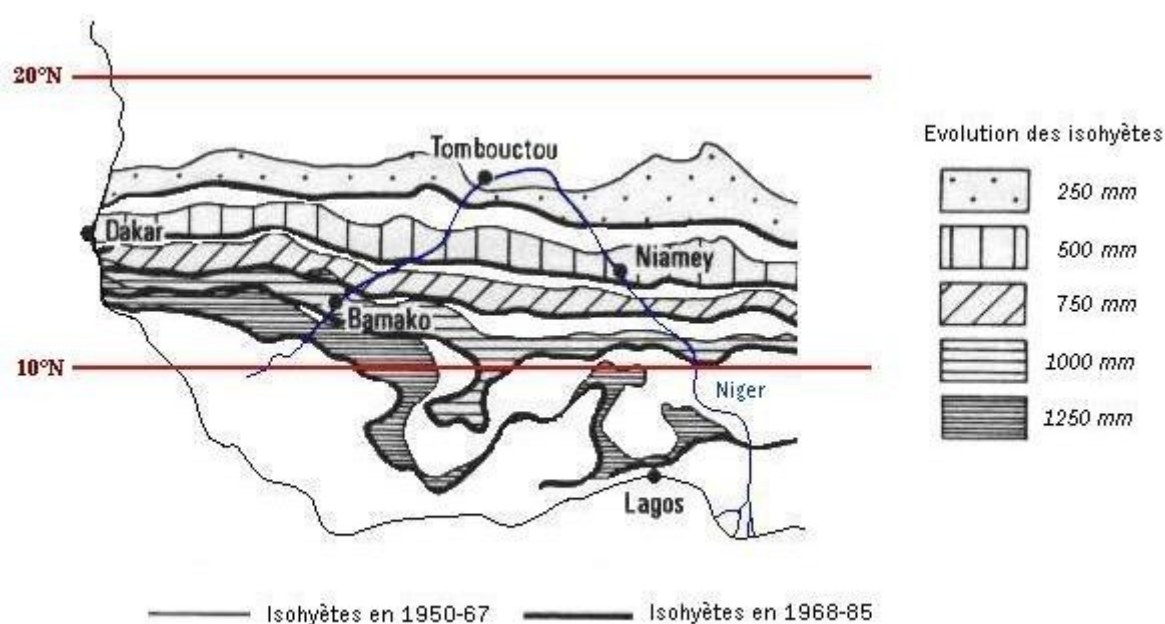 20°N
Tombouctou
Dakar
Niamey
Bamako
10°N
Niger
Lagos
Evolution des isohyètes
250 mm
500 mm
750 mm
1000 mm
1250 mm
Isohyètes en 1950-67
Isohyètes en 1968-85